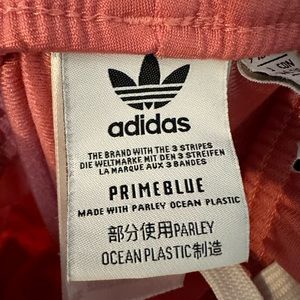 adidas
THE BRAND WITH THE 3 STRIPES
DIE WELTMARKE MIT DEN 3 STREIFEN
LA MARQUE AUX 3 BANDES
PRIMEBLUE
MADE WITH PARLEY OCEAN PLASTIC
部分使用PARLEY
OCEAN PLASTIC制造
CDN